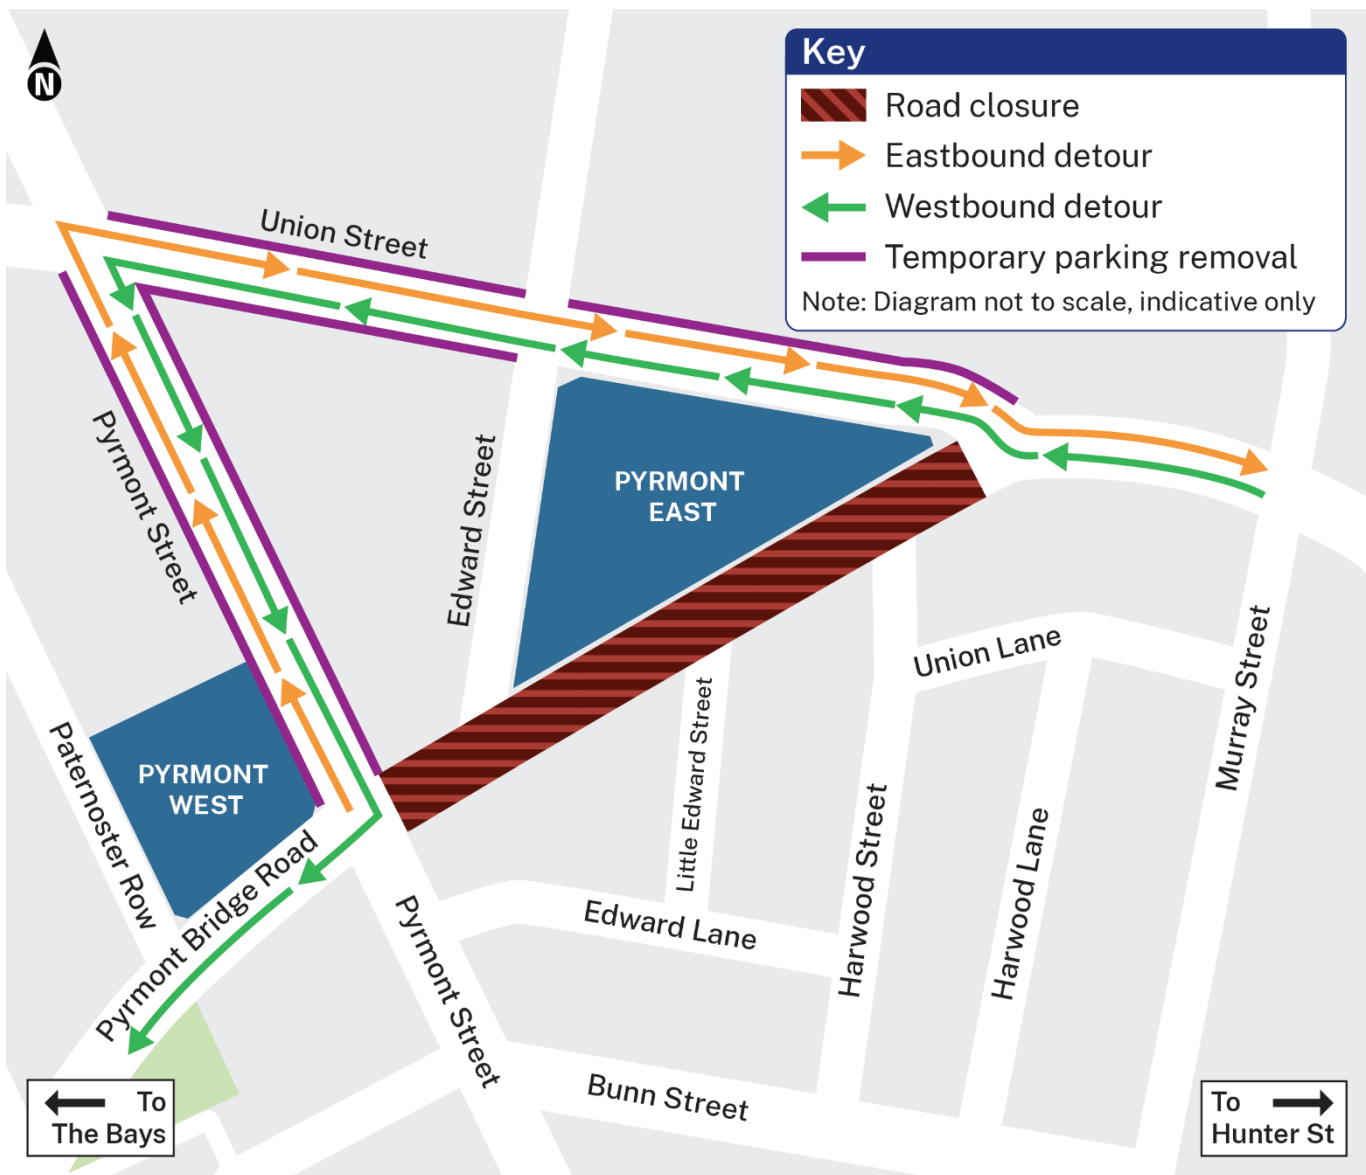 N
Key
Road closure
Eastbound detour
Westbound detour
Temporary parking removal
Note: Diagram not to scale, indicative only
Union Street
Pyrmont Street
Edward Street
PYRMONT
EAST
Union Lane
Murray Street
Little Edward Street
Paternoster Row
PYRMONT
WEST
Pyrmont Bridge Road
Harwood Street
Harwood Lane
Edward Lane
Pyrmont Street
Bunn Street
To
The Bays
To
Hunter St